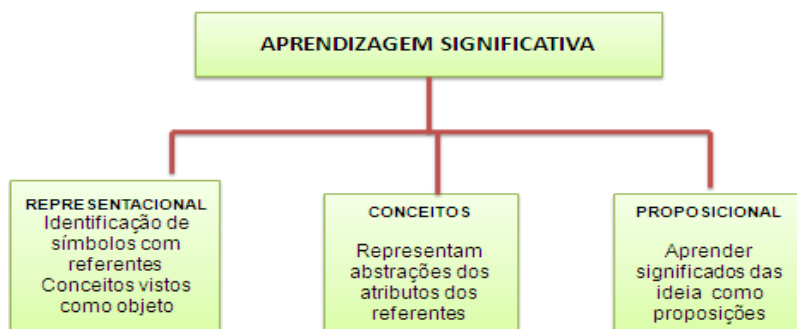 APRENDIZAGEM SIGNIFICATIVA
REPRESENTACIONAL
Identificação de
símbolos com
referentes
Conceitos vistos
como objeto
CONCEITOS
Representam
abstrações dos
atributos dos
referentes
PROPOSICIONAL
Aprender
significados das
ideia como
proposições